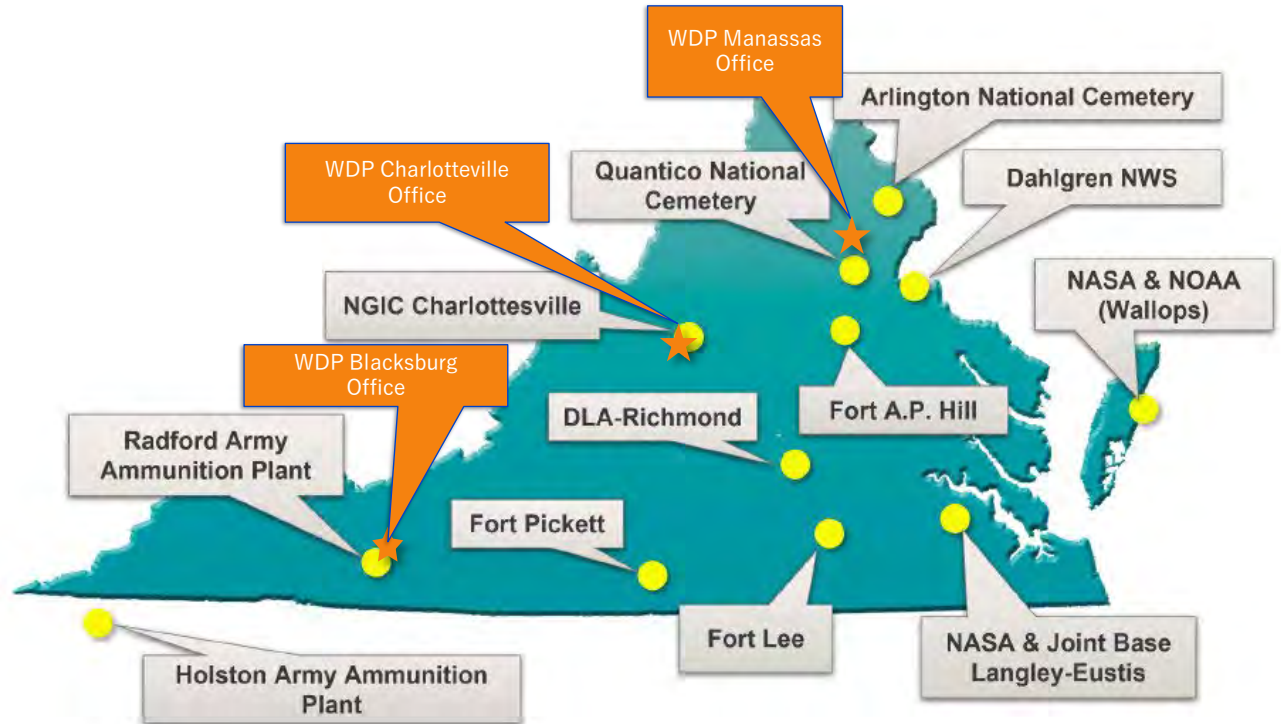 WDP Manassas
Office
Arlington National Cemetery
WDP Charlotteville
Office
Quantico National
Cemetery
Dahlgren NWS
NGIC Charlottesville
NASA & NOAA
(Wallops)
WDP Blacksburg
Office
DLA-Richmond
Fort A.P. Hill
Radford Army
Ammunition Plant
Fort Pickett
Fort Lee
NASA & Joint Base
Langley-Eustis
Holston Army Ammunition
Plant